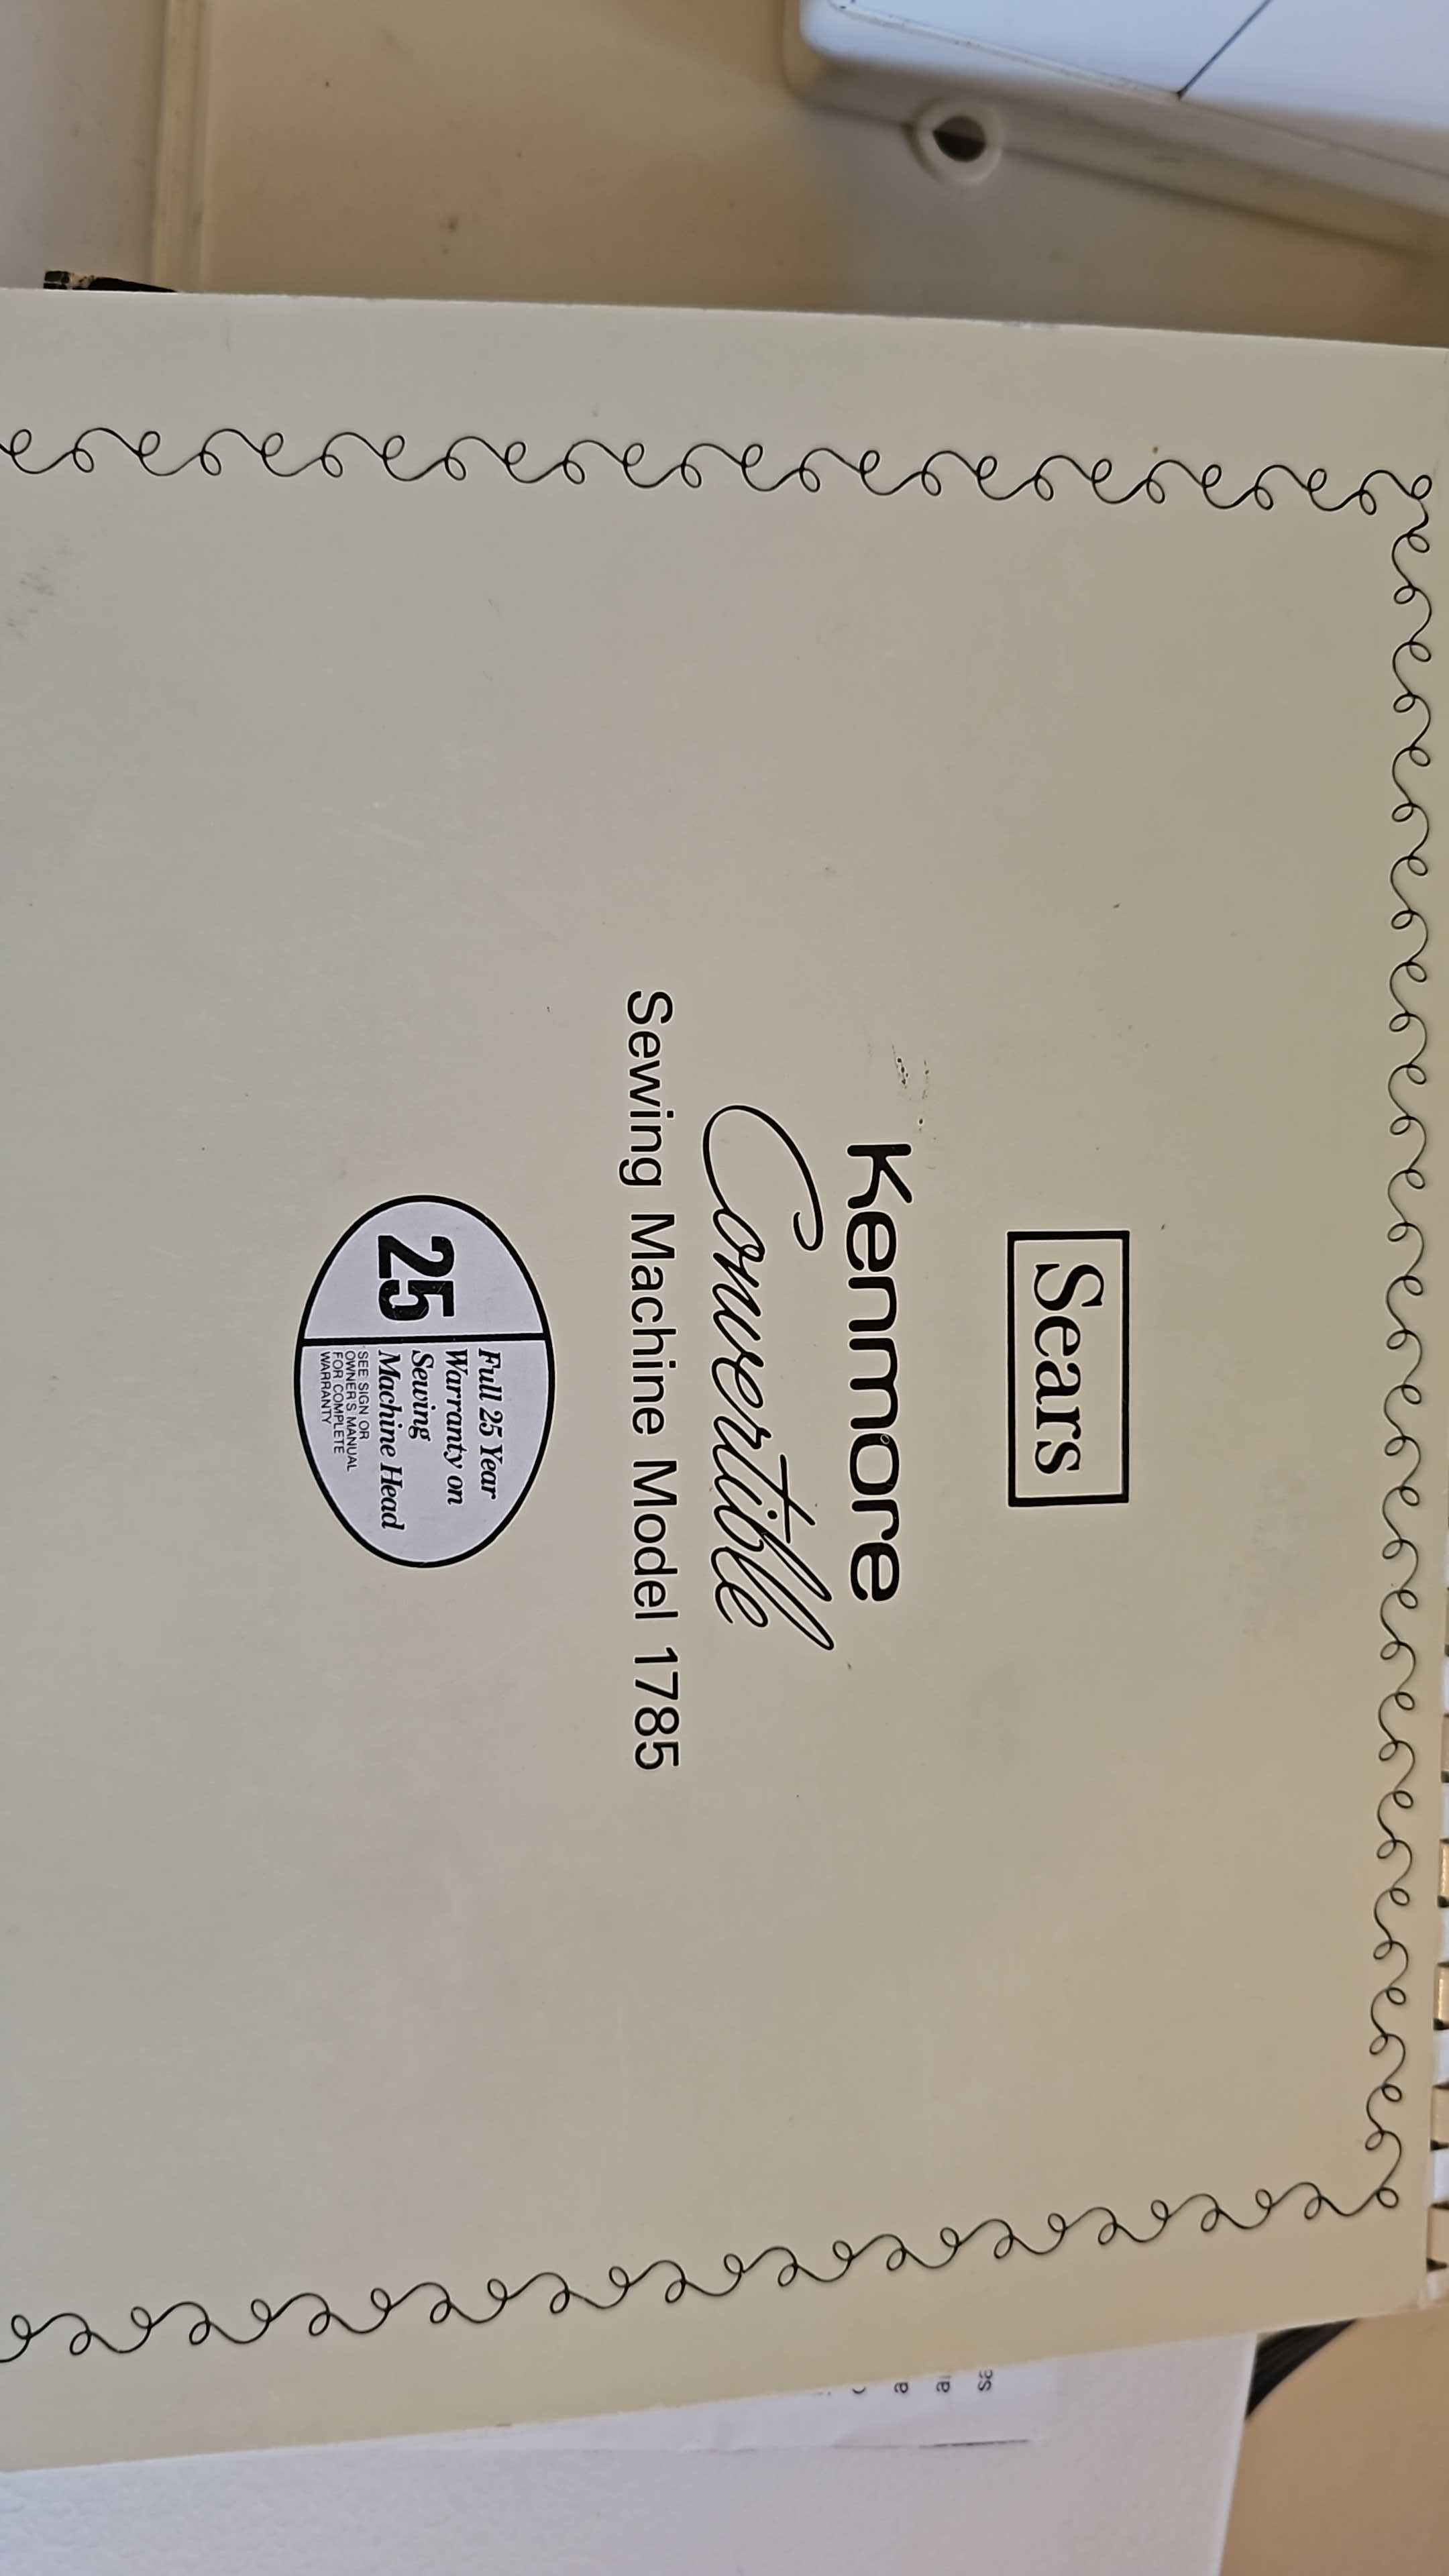 Sears
Kenmore
Convertible
Sewing Machine Model 1785
25
Full 25 Year
Warranty on
Sewing
Machine Head
SEE SIGN OR
OWNER'S MANUAL
FOR COMPLETE
WARRANTY